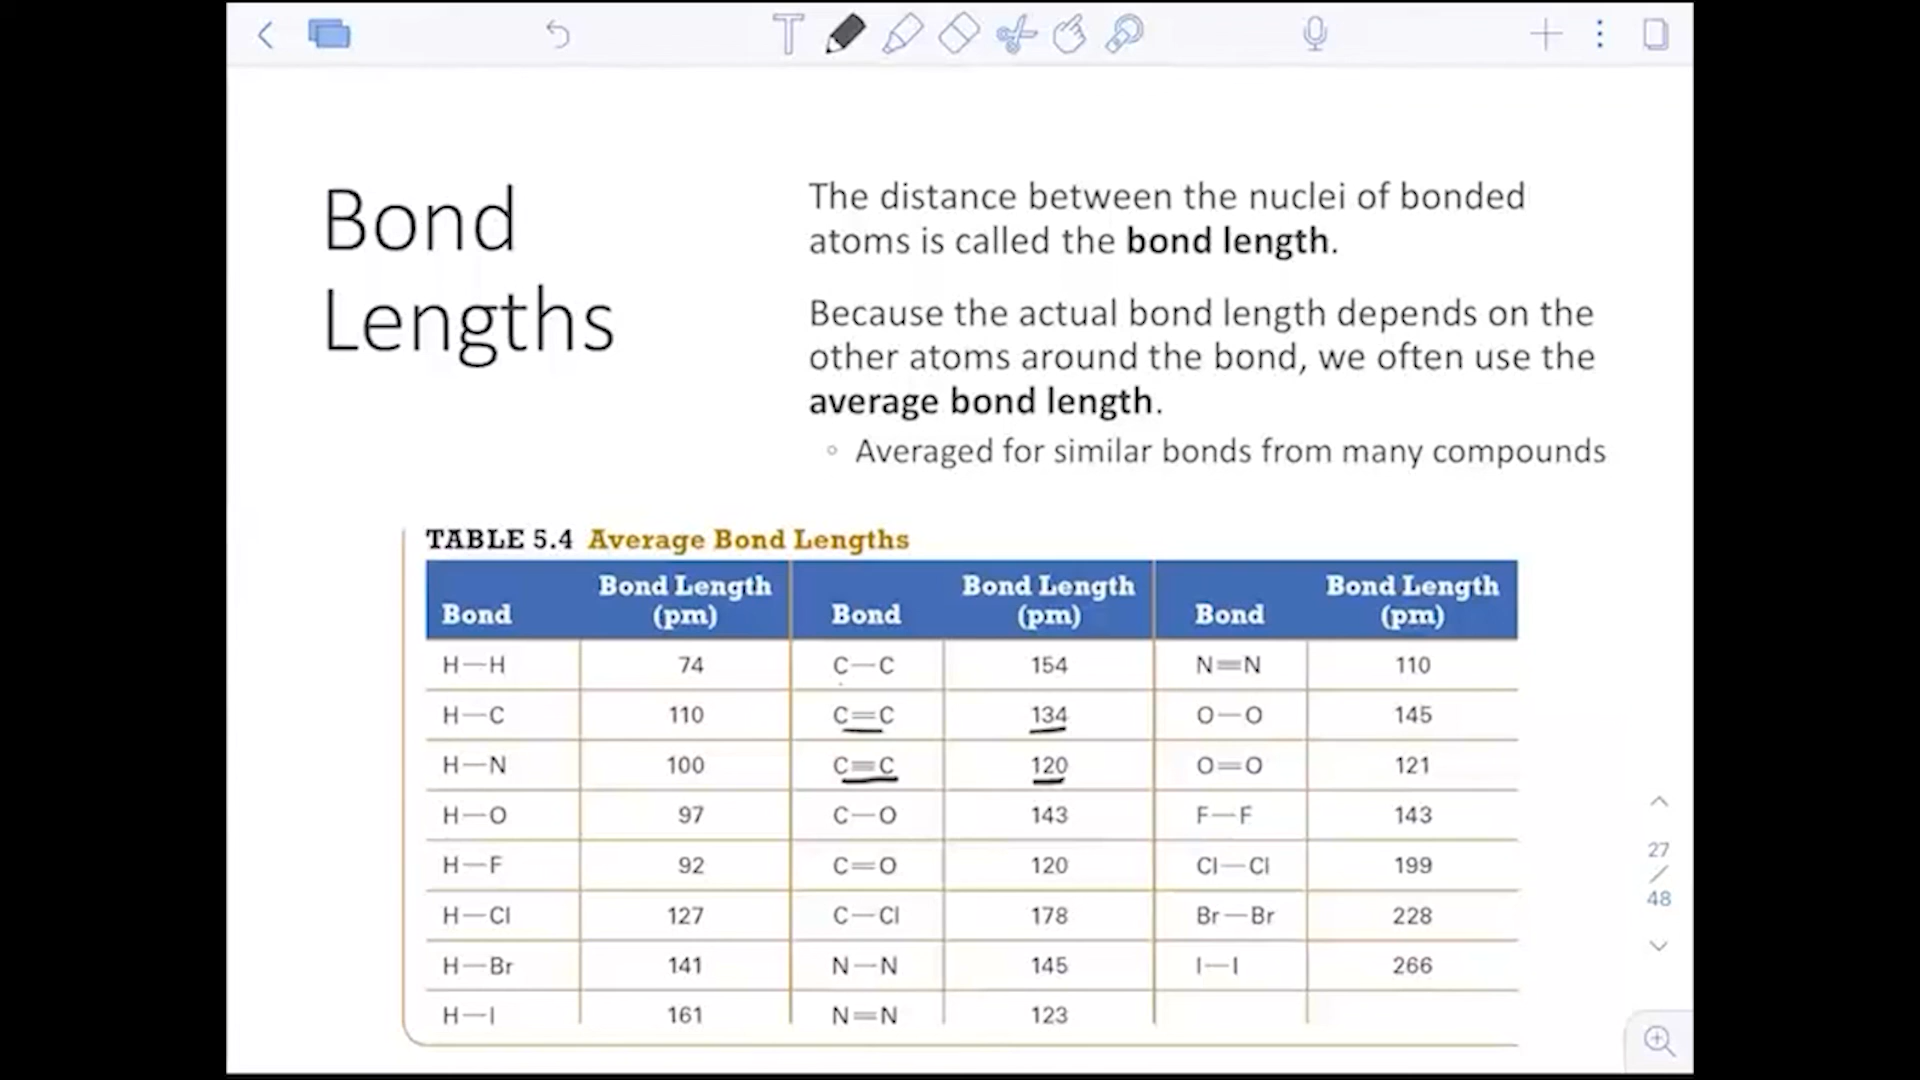 Bond
Lengths
The distance between the nuclei of bonded
atoms is called the bond length.
Because the actual bond length depends on the
other atoms around the bond, we often use the
average bond length.
◦ Averaged for similar bonds from many compounds
TABLE 5.4 Average Bond Lengths
Bond Bond Length (pm) Bond Bond Length (pm) Bond Bond Length (pm)
H—H 74 C—C 154 N≡N 110
H—C 110 C=C 134 O—O 145
H—N 100 C≡C 120 O=O 121
H—O 97 C—O 143 F—F 143
H—F 92 C=O 120 Cl—Cl 199
H—Cl 127 C—Cl 178 Br—Br 228
H—Br 141 N—N 145 I—I 266
H—I 161 N=N 123
27
/
48